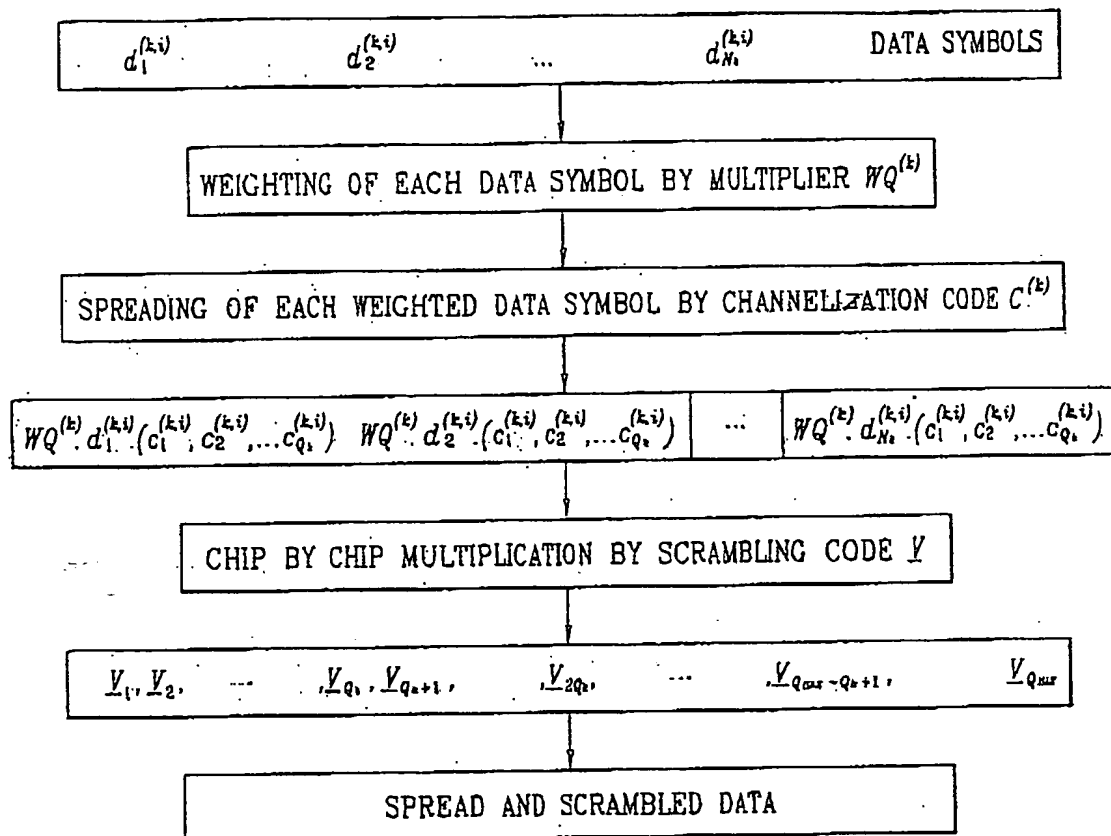 d_1^{(k,i)} d_2^{(k,i)} ... d_{N_k}^{(k,i)} DATA SYMBOLS
WEIGHTING OF EACH DATA SYMBOL BY MULTIPLIER WQ^{(k)}
SPREADING OF EACH WEIGHTED DATA SYMBOL BY CHANNELIZATION CODE C^{(k)}
WQ^{(k)}.d_1^{(k,i)}.(c_1^{(k,i)},c_2^{(k,i)},...c_{Q_k}^{(k,i)}) WQ^{(k)}.d_2^{(k,i)}.(c_1^{(k,i)},c_2^{(k,i)},...c_{Q_k}^{(k,i)}) ... WQ^{(k)}.d_{N_k}^{(k,i)}.(c_1^{(k,i)},c_2^{(k,i)},...c_{Q_k}^{(k,i)})
CHIP BY CHIP MULTIPLICATION BY SCRAMBLING CODE V
V_1, V_2, ... ,V_{Q_k}, V_{Q_k+1}, ,V_{2Q_k}, ... ,V_{Q_{MAX}-Q_k+1}, V_{Q_{MAX}}
SPREAD AND SCRAMBLED DATA